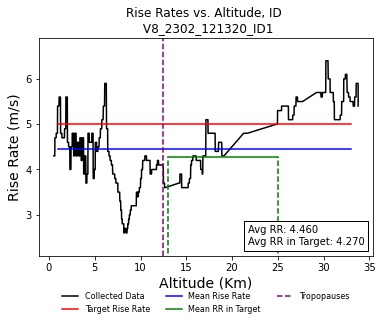 Rise Rates vs. Altitude, ID
V8_2302_121320_ID1
Rise Rate (m/s)
6
5
4
3
Avg RR: 4.460
Avg RR in Target: 4.270
0 5 10 15 20 25 30 35
Altitude (Km)
Collected Data Mean Rise Rate Tropopauses
Target Rise Rate Mean RR in Target